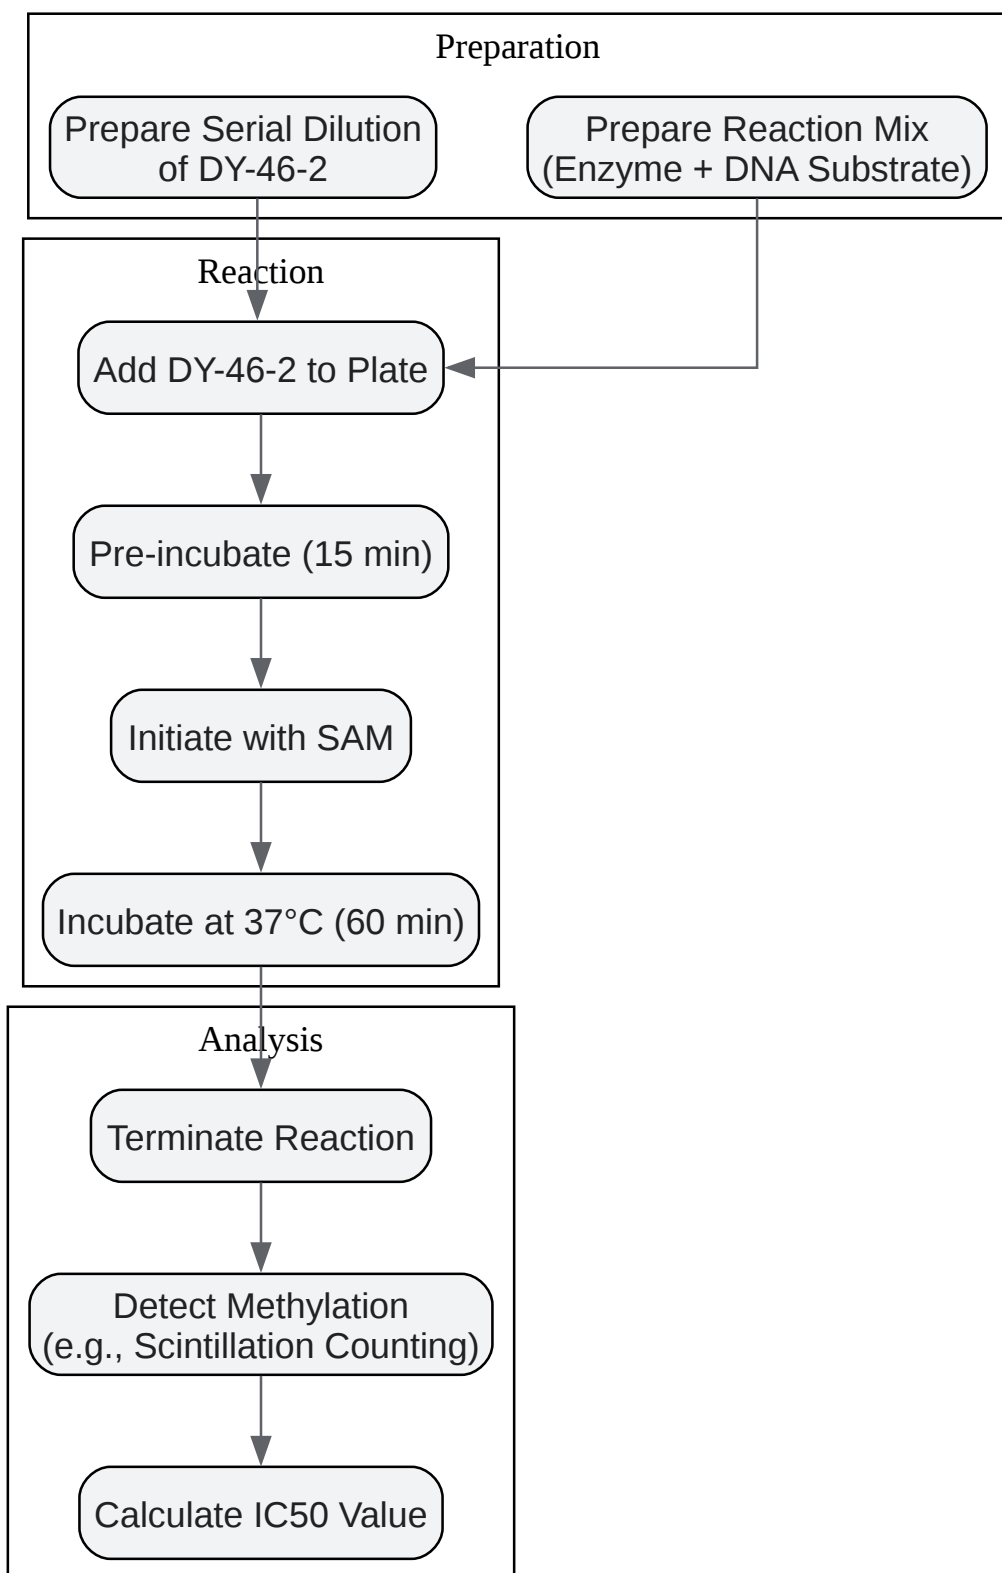 Preparation
Prepare Serial Dilution
of DY-46-2
Prepare Reaction Mix
(Enzyme + DNA Substrate)
Reaction
Add DY-46-2 to Plate
Pre-incubate (15 min)
Initiate with SAM
Incubate at 37°C (60 min)
Analysis
Terminate Reaction
Detect Methylation
(e.g., Scintillation Counting)
Calculate IC50 Value